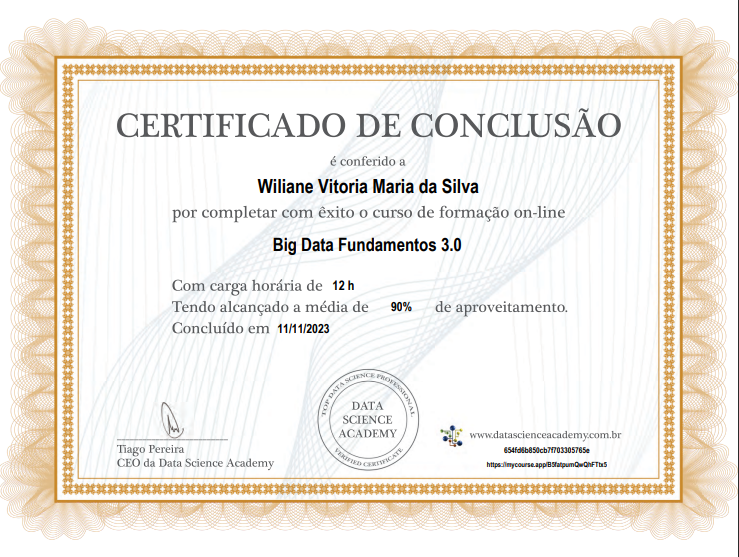 CERTIFICADO DE CONCLUSÃO
é conferido a
Wiliane Vitoria Maria da Silva
por completar com êxito o curso de formação on-line
Big Data Fundamentos 3.0
Com carga horária de 12 h
Tendo alcançado a média de 90% de aproveitamento.
Concluído em 11/11/2023
TOP DATA SCIENCE PROFESSIONAL
DATA
SCIENCE
ACADEMY
VERIFIED CERTIFICATE
Tiago Pereira
CEO da Data Science Academy
www.datascienceacademy.com.br
654fd6b850cb7f703305765e
https://mycourse.app/B5fatpumQwQhFTtx5